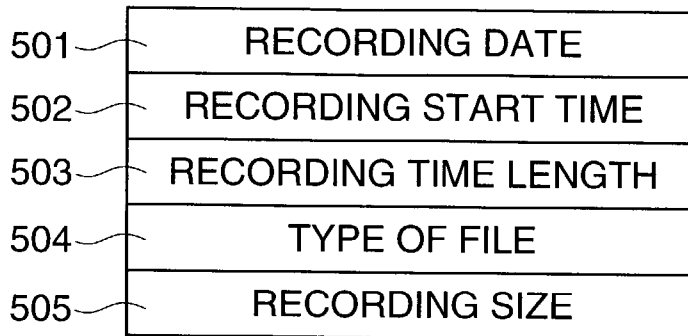 501 RECORDING DATE
502 RECORDING START TIME
503 RECORDING TIME LENGTH
504 TYPE OF FILE
505 RECORDING SIZE